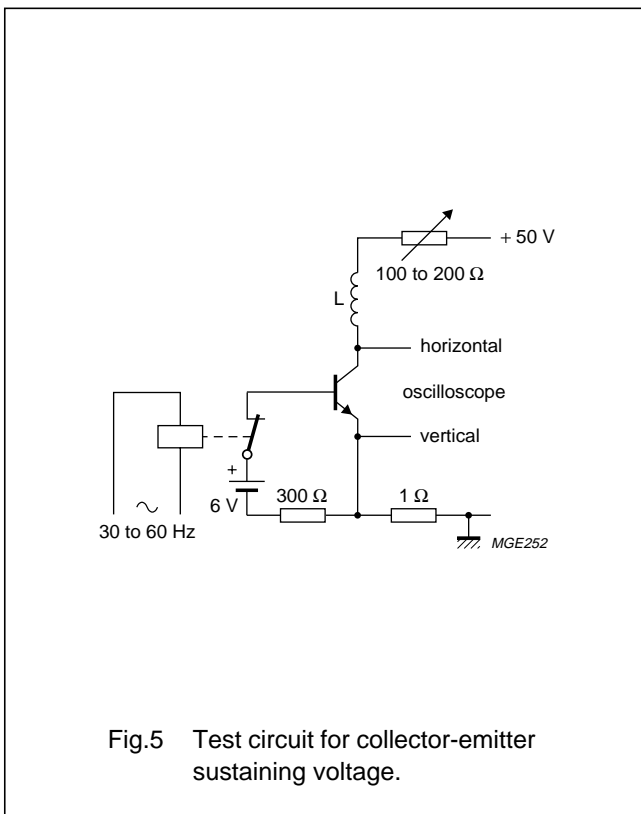 + 50 V
100 to 200 Ω
L
horizontal
oscilloscope
vertical
+
6 V
300 Ω
1 Ω
30 to 60 Hz
MGE252
Fig.5 Test circuit for collector-emitter
sustaining voltage.